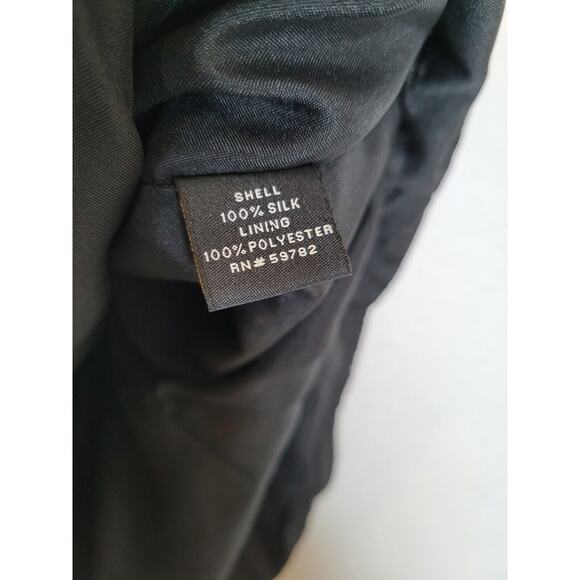 SHELL
100% SILK
LINING
100% POLYESTER
RN# 59782